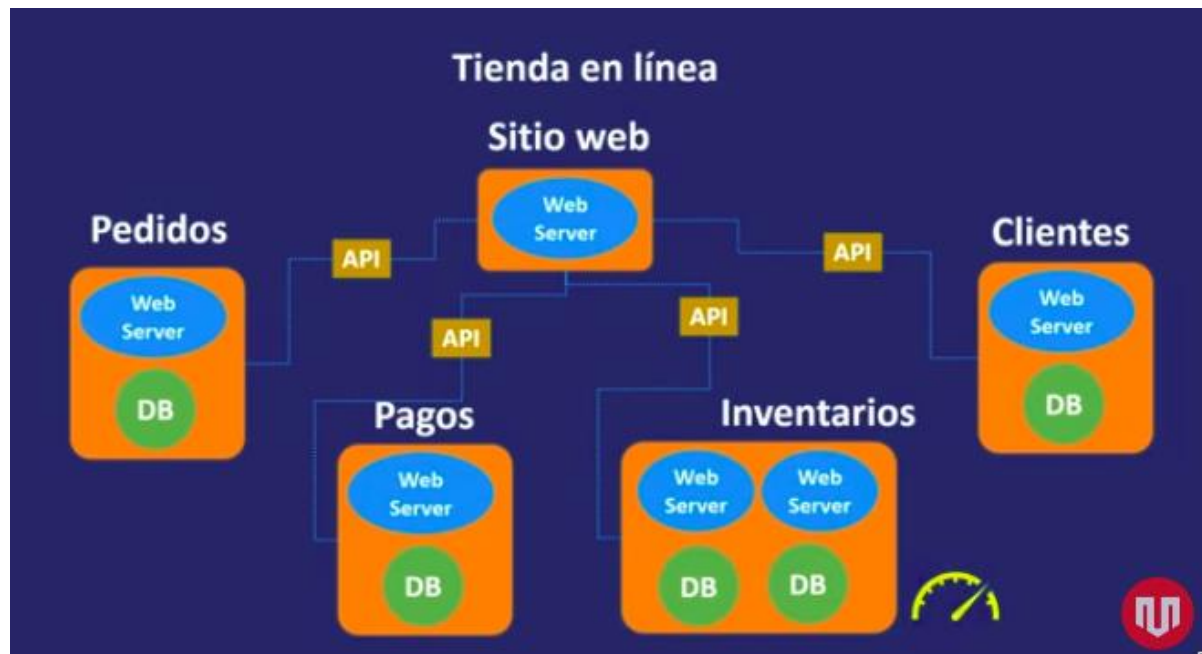 Tienda en línea
Sitio web
Web
Server
Pedidos
API
Web
Server
DB
API
Pagos
Web
Server
DB
API
Inventarios
Web
Server
Web
Server
DB
DB
API
Clientes
Web
Server
DB